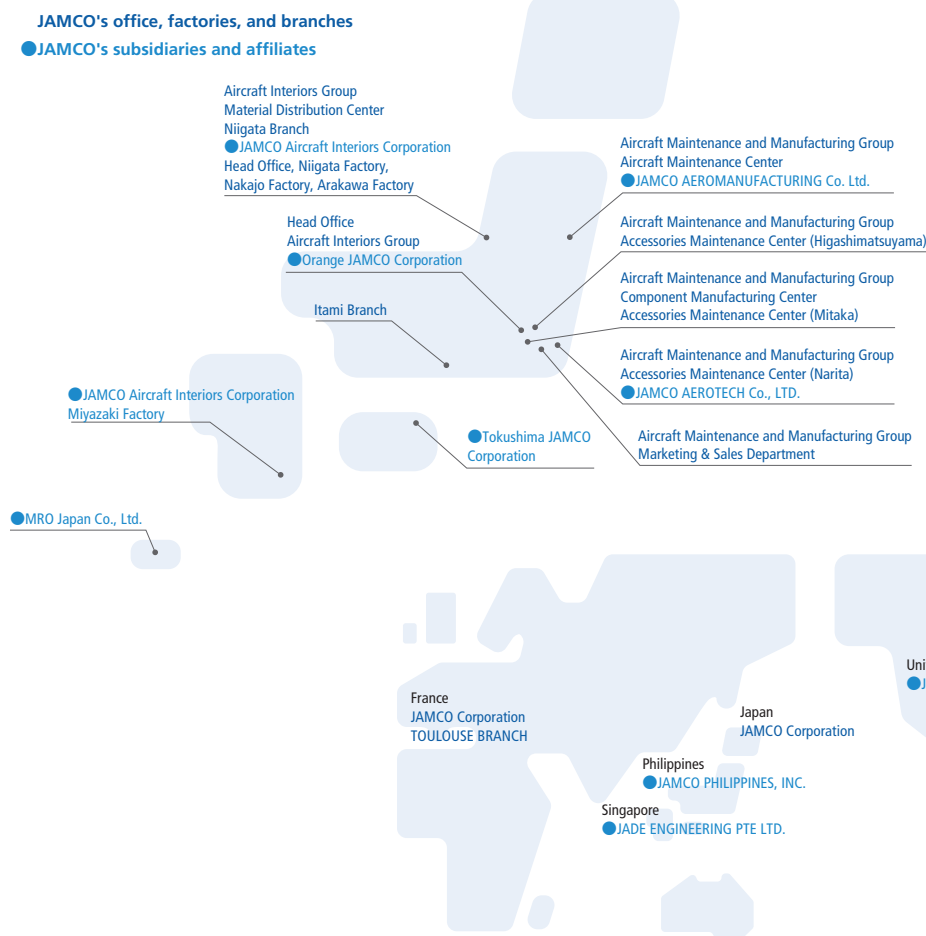 JAMCO's office, factories, and branches
●JAMCO's subsidiaries and affiliates
Aircraft Interiors Group
Material Distribution Center
Niigata Branch
●JAMCO Aircraft Interiors Corporation
Head Office, Niigata Factory,
Nakajo Factory, Arakawa Factory
Head Office
Aircraft Interiors Group
●Orange JAMCO Corporation
Itami Branch
●JAMCO Aircraft Interiors Corporation
Miyazaki Factory
●MRO Japan Co., Ltd.
Aircraft Maintenance and Manufacturing Group
Aircraft Maintenance Center
●JAMCO AEROMANUFACTURING Co. Ltd.
Aircraft Maintenance and Manufacturing Group
Accessories Maintenance Center (Higashimatsuyama)
Aircraft Maintenance and Manufacturing Group
Component Manufacturing Center
Accessories Maintenance Center (Mitaka)
Aircraft Maintenance and Manufacturing Group
Accessories Maintenance Center (Narita)
●JAMCO AEROTECH Co., LTD.
Aircraft Maintenance and Manufacturing Group
Marketing & Sales Department
●Tokushima JAMCO
Corporation
France
JAMCO Corporation
TOULOUSE BRANCH
Japan
JAMCO Corporation
Philippines
●JAMCO PHILIPPINES, INC.
Singapore
●JADE ENGINEERING PTE LTD.